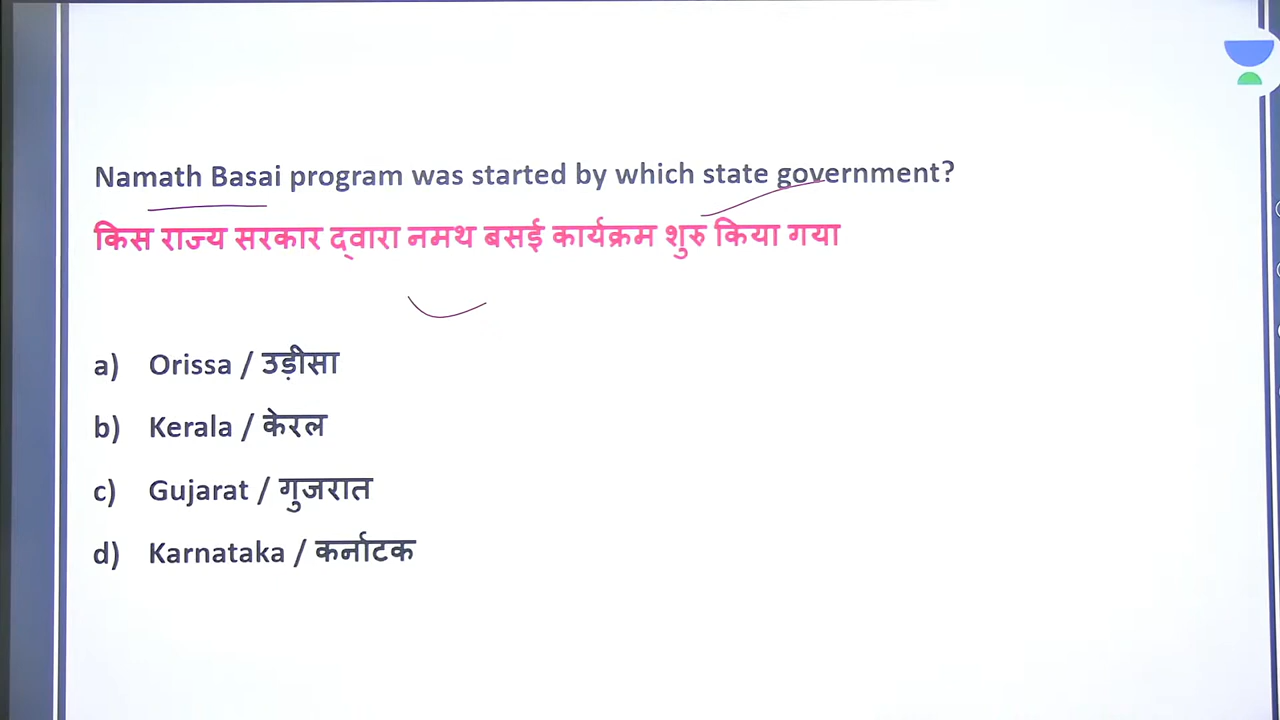 Namath Basai program was started by which state government?
किस राज्य सरकार द्वारा नमथ बसई कार्यक्रम शुरु किया गया
a) Orissa / उड़ीसा
b) Kerala / केरल
c) Gujarat / गुजरात
d) Karnataka / कर्नाटक